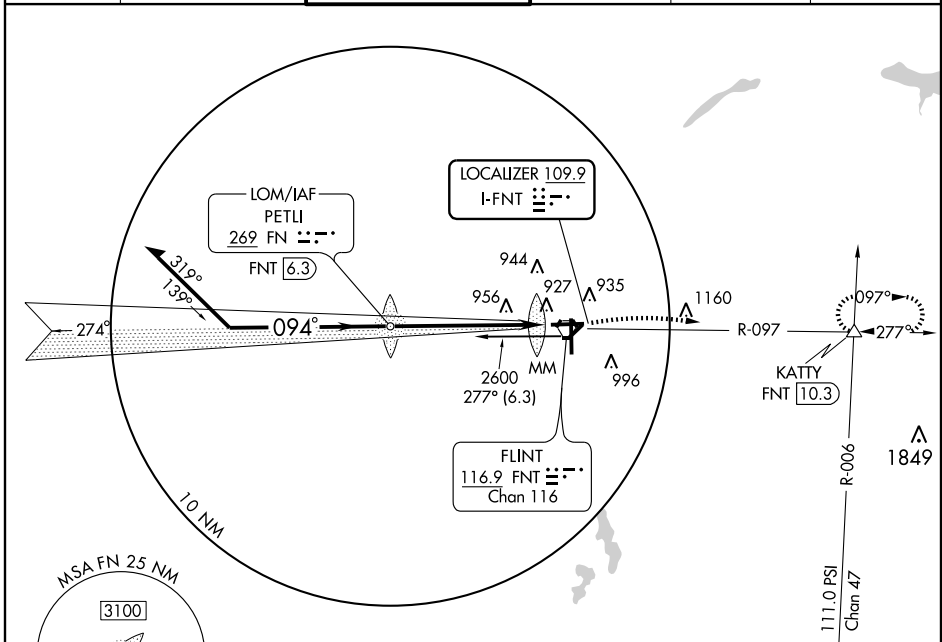 LOCALIZER 109.9
I-FNT
LOM/IAF
PETLI
269 FN
FNT 6.3
944
956
927
935
1160
319°
139°
097°
274°
094°
R-097
277°
MM
2600
277° (6.3)
996
KATTY
FNT 10.3
1849
FLINT
116.9 FNT
Chan 116
R-006
10 NM
MSA FN 25 NM
3100
111.0 PSI
Chan 47